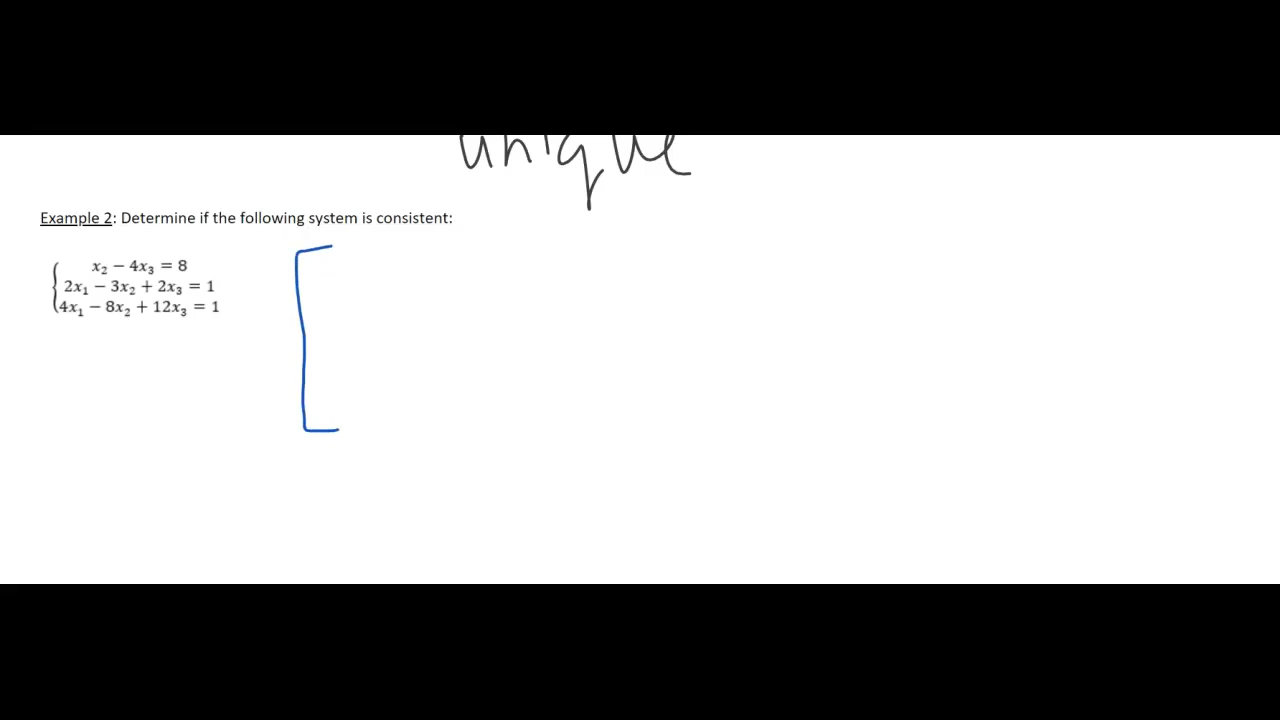 unique
Example 2: Determine if the following system is consistent:
x₂ − 4x₃ = 8
2x₁ − 3x₂ + 2x₃ = 1
4x₁ − 8x₂ + 12x₃ = 1